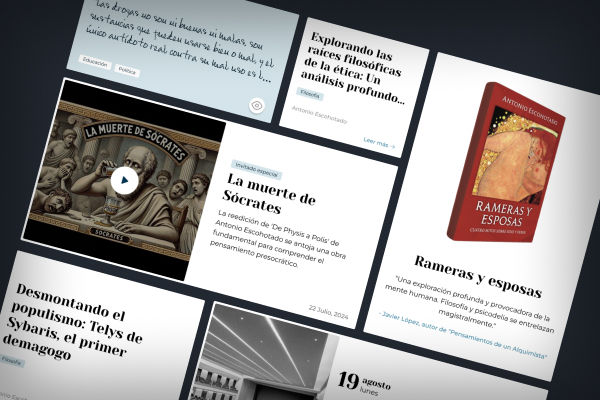 Las drogas no son ni buenas ni malas, son
sustancias que pueden usarse bien o mal, y el
único antídoto real contra su mal uso es l...
Educación
Política
Explorando las
raíces filosóficas
de la ética: Un
análisis profundo...
Filosofía
Antonio Escohotado
Leer más →
LA MUERTE DE SÓCRATES
SOCRATES
Invitado especial
La muerte de
Sócrates
La reedición de 'De Physis a Polis' de
Antonio Escohotado se antoja una obra
fundamental para comprender el
pensamiento presocrático.
22 Julio, 2024
ANTONIO ESCOHOTADO
RAMERAS Y
ESPOSAS
CUATRO MITOS SOBRE SEXO Y DEBER
Rameras y esposas
"Una exploración profunda y provocadora de la
mente humana. Filosofía y psicodelia se entrelazan
magistralmente."
- Javier López, autor de "Pensamientos de un Alquimista"
Desmontando el
populismo: Telys de
Sybaris, el primer
demagogo
Filosofía
19 agosto
lunes